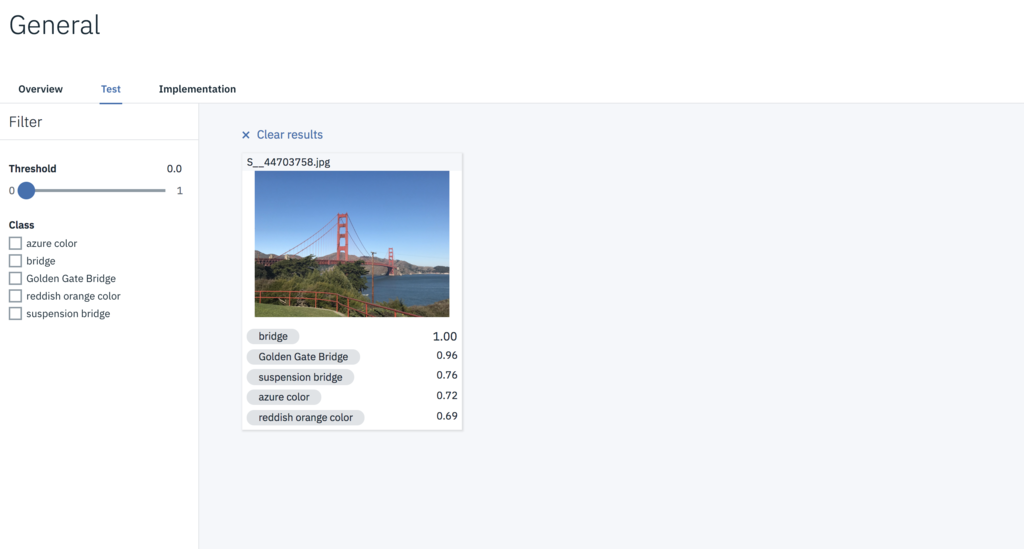 General
Overview Test Implementation
Filter
Threshold 0.0
0 1
Class
azure color
bridge
Golden Gate Bridge
reddish orange color
suspension bridge
× Clear results
S__44703758.jpg
bridge 1.00
Golden Gate Bridge 0.96
suspension bridge 0.76
azure color 0.72
reddish orange color 0.69